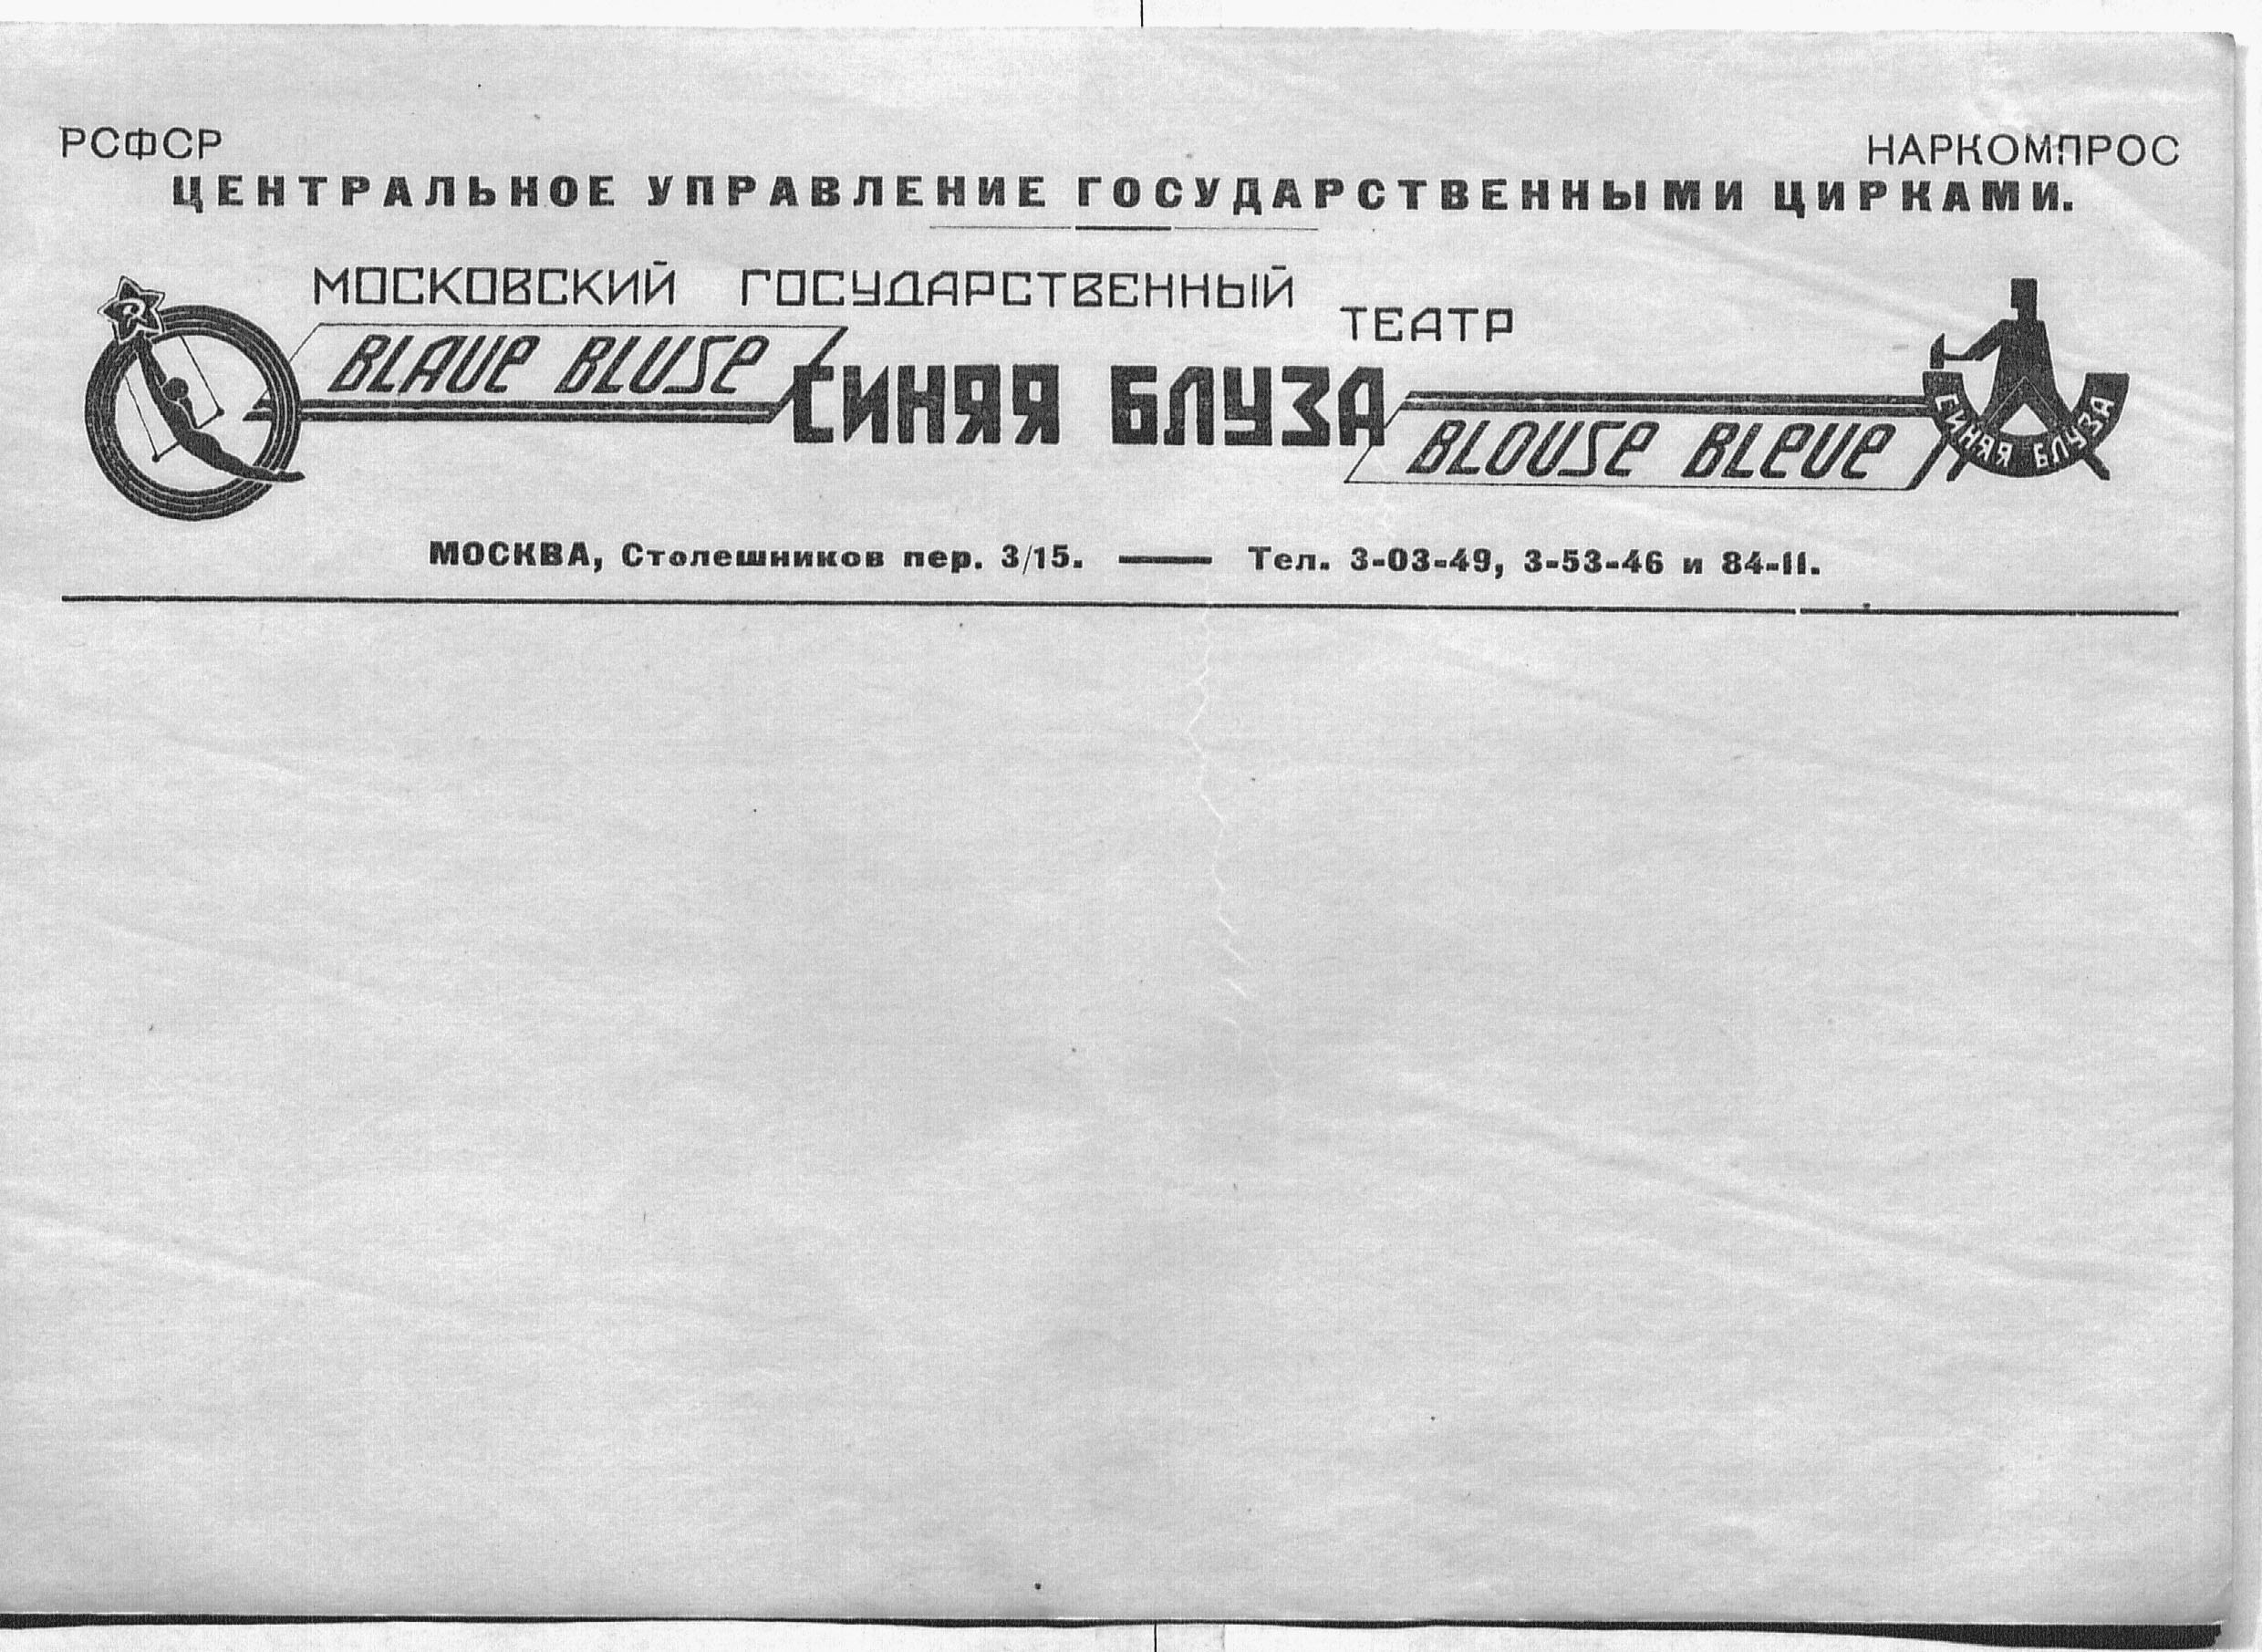 РСФСР НАРКОМПРОС
ЦЕНТРАЛЬНОЕ УПРАВЛЕНИЕ ГОСУДАРСТВЕННЫМИ ЦИРКАМИ.
МОСКОВСКИЙ ГОСУДАРСТВЕННЫЙ
ТЕАТР
BLAUE BLUSE
СИНЯЯ БЛУЗА
BLOUSE BLEUE
СИНЯЯ БЛУЗА
МОСКВА, Столешников пер. 3/15. — Тел. 3-03-49, 3-53-46 и 84-11.